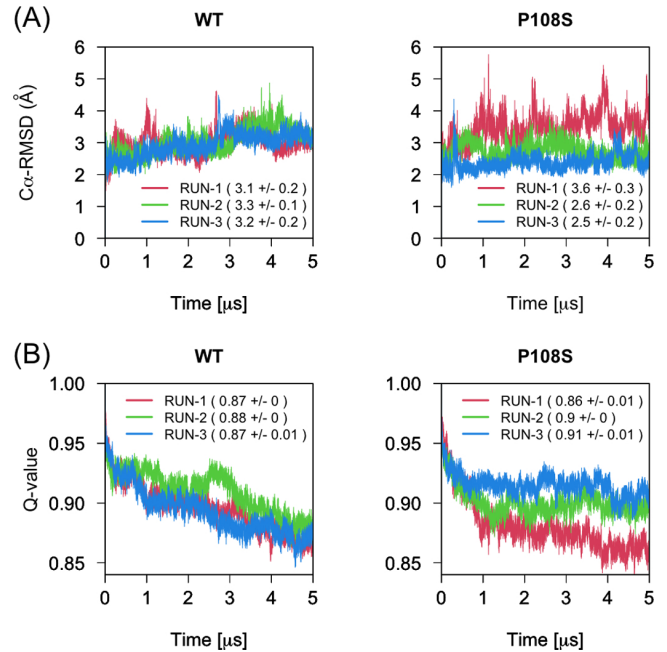 (A)
WT
P108S
Cα-RMSD (Å)
6
5
4
3
2
1
0
RUN-1 ( 3.1 +/- 0.2 )
RUN-2 ( 3.3 +/- 0.1 )
RUN-3 ( 3.2 +/- 0.2 )
0 1 2 3 4 5
Time [µs]
6
5
4
3
2
1
0
RUN-1 ( 3.6 +/- 0.3 )
RUN-2 ( 2.6 +/- 0.2 )
RUN-3 ( 2.5 +/- 0.2 )
0 1 2 3 4 5
Time [µs]
(B)
WT
P108S
Q-value
1.00
0.95
0.90
0.85
RUN-1 ( 0.87 +/- 0 )
RUN-2 ( 0.88 +/- 0 )
RUN-3 ( 0.87 +/- 0.01 )
0 1 2 3 4 5
Time [µs]
1.00
0.95
0.90
0.85
RUN-1 ( 0.86 +/- 0.01 )
RUN-2 ( 0.9 +/- 0 )
RUN-3 ( 0.91 +/- 0.01 )
0 1 2 3 4 5
Time [µs]